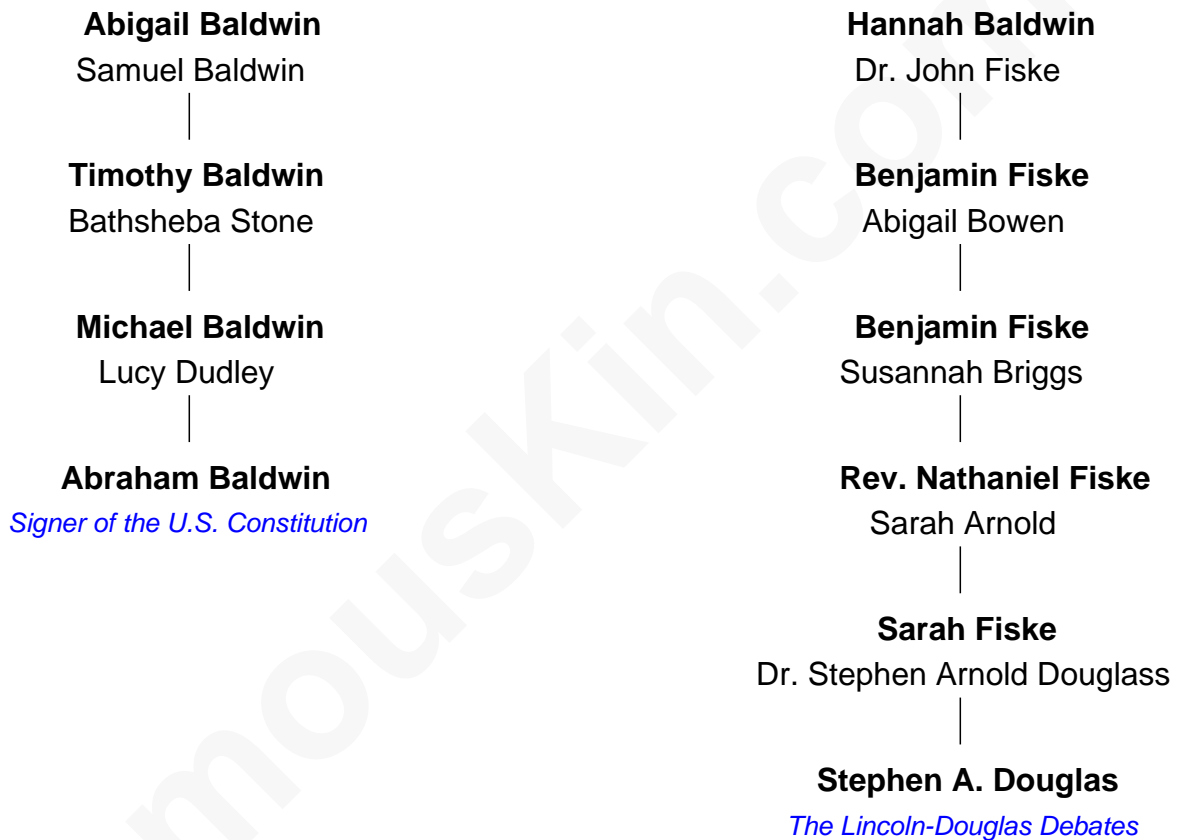 Abigail Baldwin
Samuel Baldwin
Timothy Baldwin
Bathsheba Stone
Michael Baldwin
Lucy Dudley
Abraham Baldwin
Signer of the U.S. Constitution
Hannah Baldwin
Dr. John Fiske
Benjamin Fiske
Abigail Bowen
Benjamin Fiske
Susannah Briggs
Rev. Nathaniel Fiske
Sarah Arnold
Sarah Fiske
Dr. Stephen Arnold Douglass
Stephen A. Douglas
The Lincoln-Douglas Debates
mouskin.com